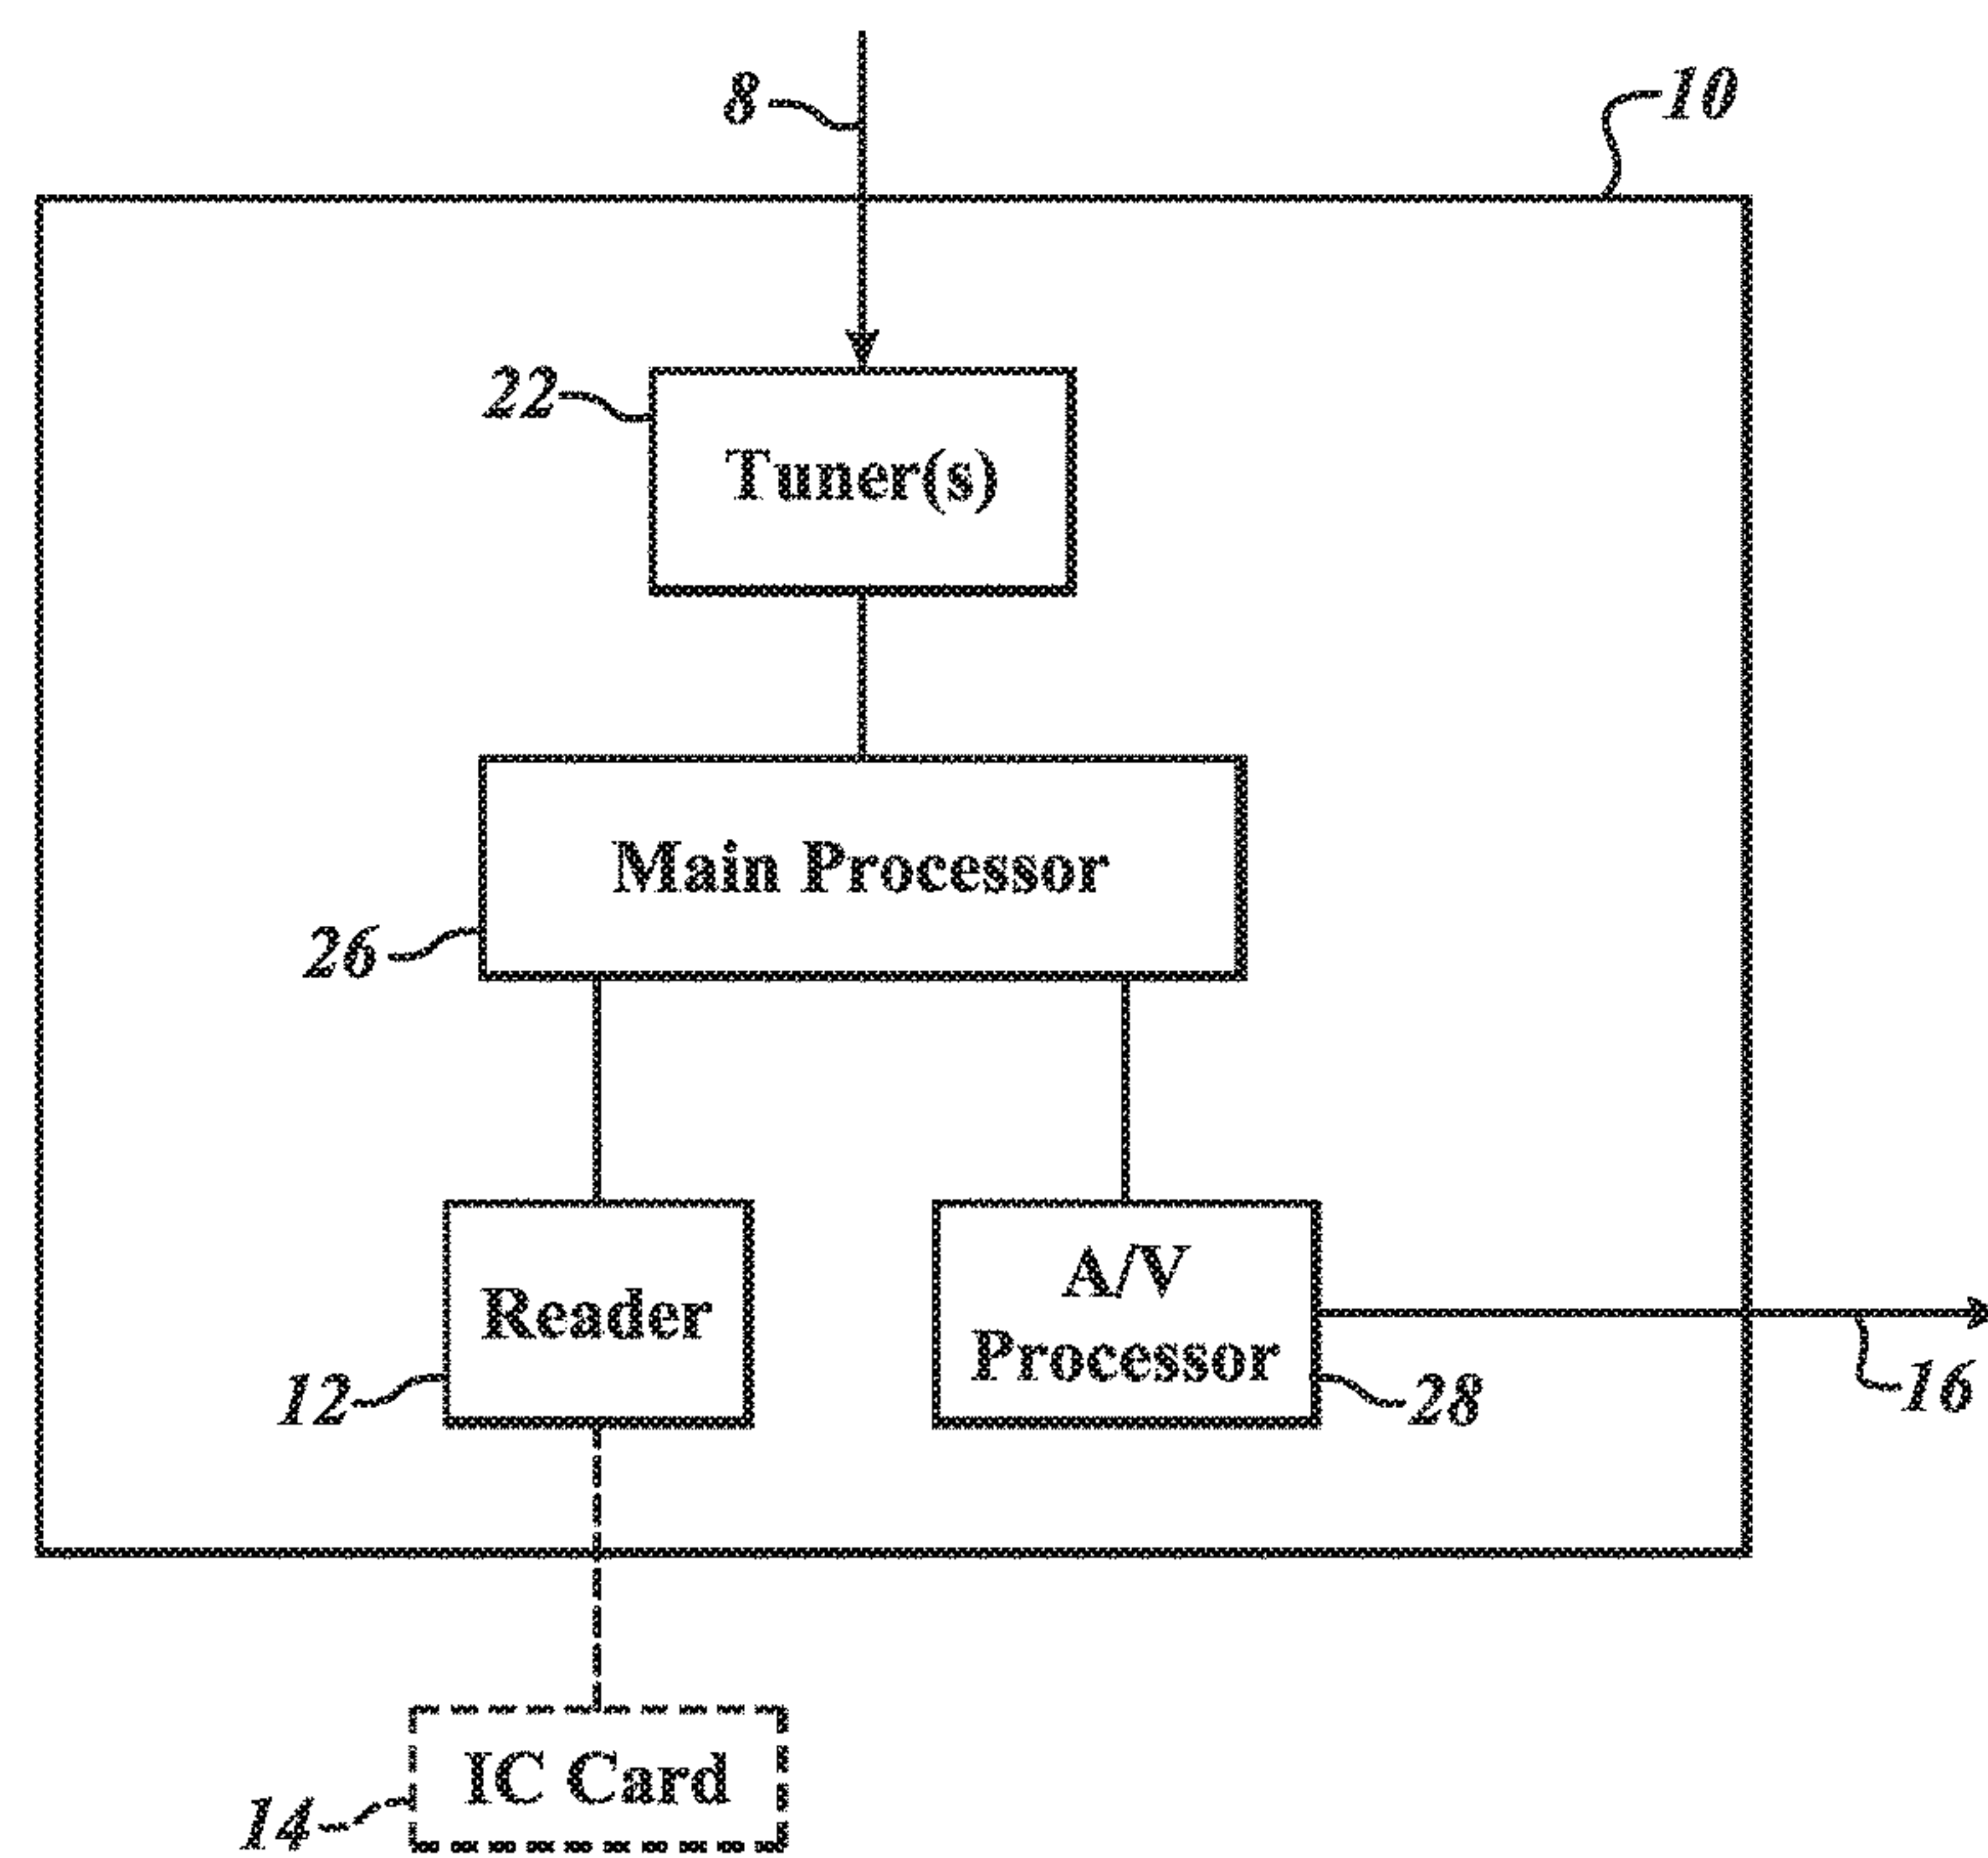 8
10
22
Tuner(s)
Main Processor
26
Reader
A/V
Processor
12
28
16
IC Card
14